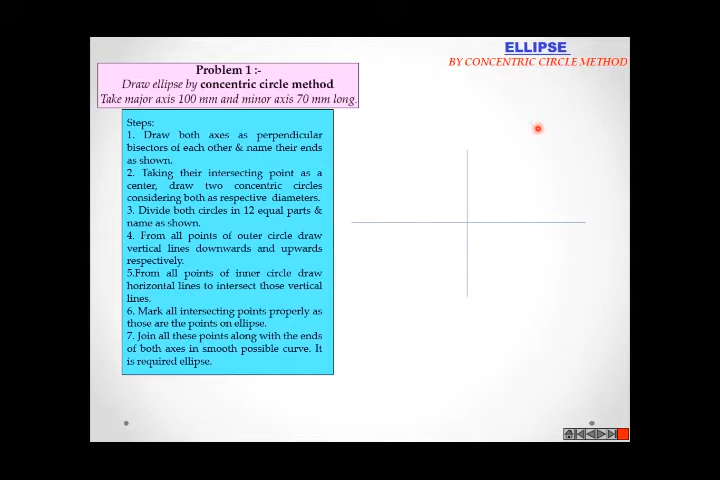 ELLIPSE
BY CONCENTRIC CIRCLE METHOD
Problem 1 :-
Draw ellipse by concentric circle method
Take major axis 100 mm and minor axis 70 mm long.
Steps:
1. Draw both axes as perpendicular
bisectors of each other & name their ends
as shown.
2. Taking their intersecting point as a
center, draw two concentric circles
considering both as respective diameters.
3. Divide both circles in 12 equal parts &
name as shown.
4. From all points of outer circle draw
vertical lines downwards and upwards
respectively.
5.From all points of inner circle draw
horizontal lines to intersect those vertical
lines.
6. Mark all intersecting points properly as
those are the points on ellipse.
7. Join all these points along with the ends
of both axes in smooth possible curve. It
is required ellipse.